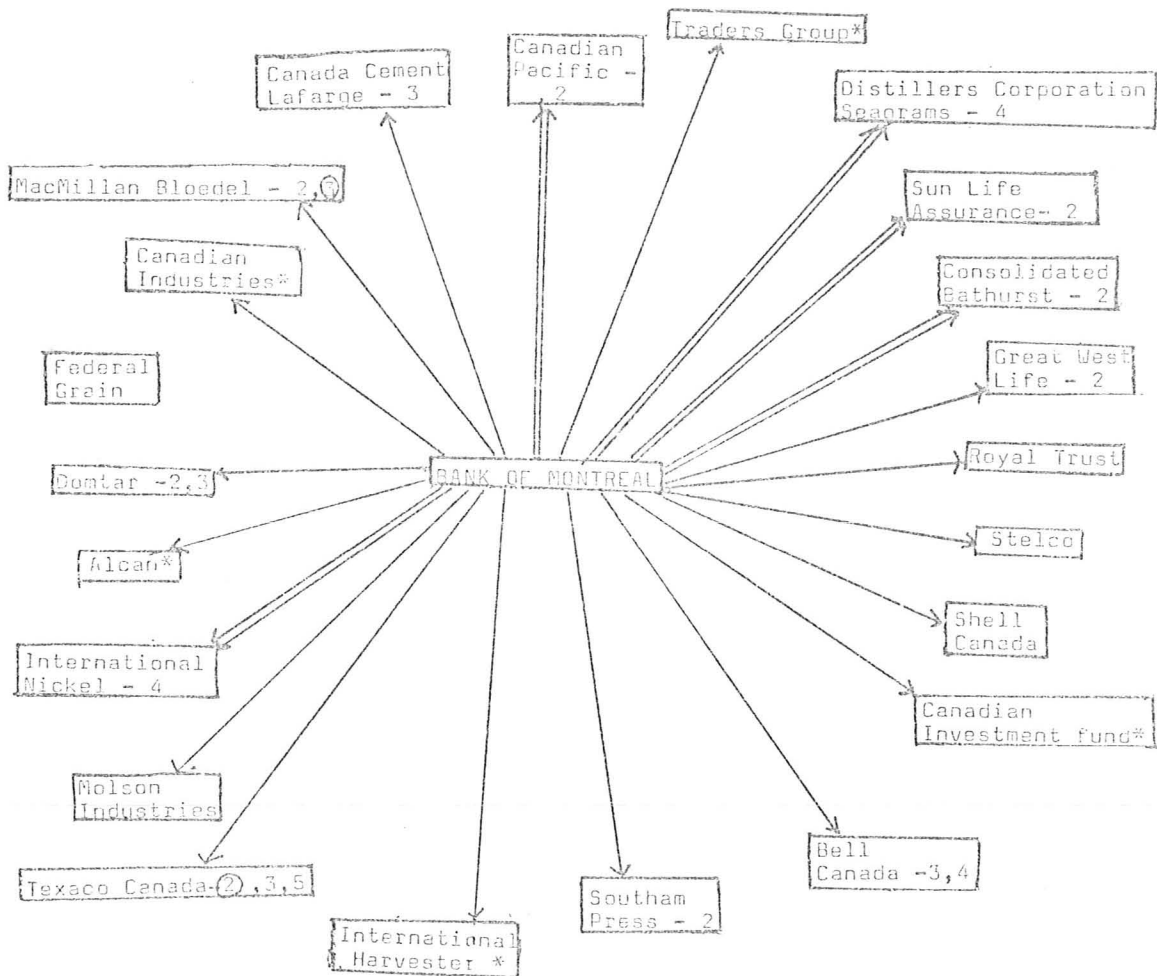 Traders Group*
Canadian
Pacific -
2
Canada Cement
Lafarge - 3
Distillers Corporation
Seagrams - 4
MacMillan Bloedel - 2,3
Sun Life
Assurance- 2
Canadian
Industries*
Consolidated
Bathurst - 2
Federal
Grain
Great West
Life - 2
Royal Trust
Domtar -2,3
BANK OF MONTREAL
Stelco
Alcan*
Shell
Canada
International
Nickel - 4
Canadian
Investment fund*
Molson
Industries
Bell
Canada -3,4
Texaco Canada-2,3,5
Southam
Press - 2
International
Harvester *